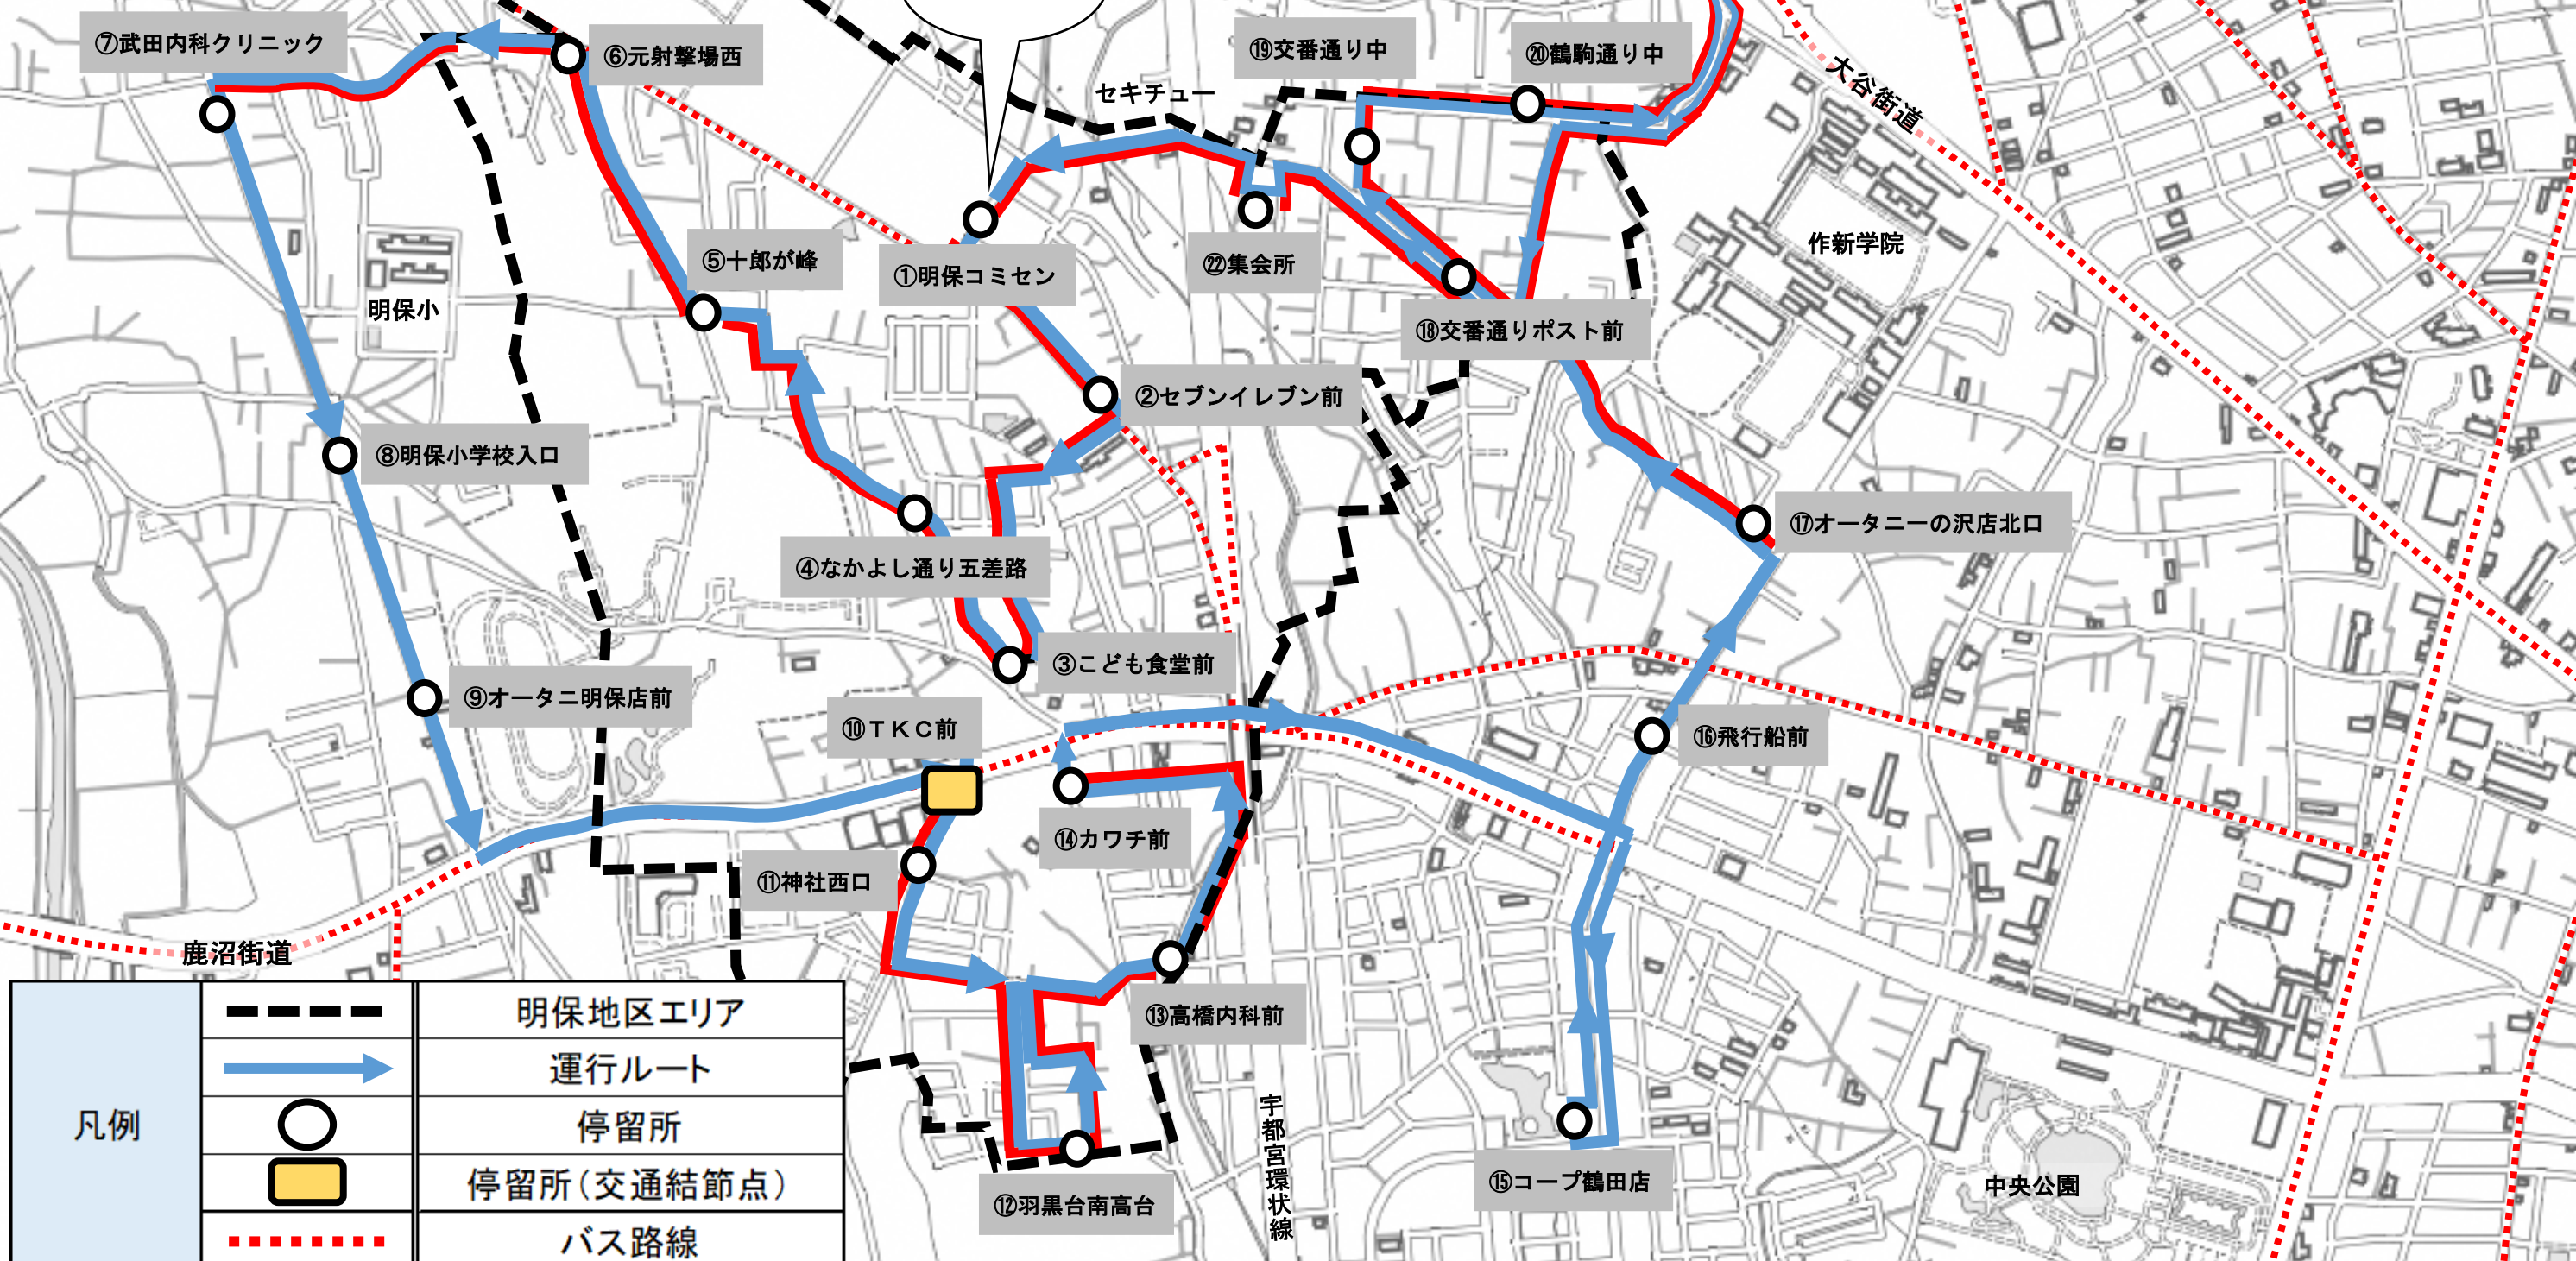 ⑦武田内科クリニック
⑥元射撃場西
セキチュー
⑲交番通り中
⑳鶴駒通り中
大谷街道
⑤十郎が峰
①明保コミセン
㉒集会所
作新学院
明保小
⑱交番通りポスト前
②セブンイレブン前
⑧明保小学校入口
⑰オータニーの沢店北口
④なかよし通り五差路
③こども食堂前
⑨オータニ明保店前
⑩TKC前
⑯飛行船前
⑭カワチ前
⑪神社西口
鹿沼街道
⑬高橋内科前
宇都宮環状線
⑫羽黒台南高台
⑮コープ鶴田店
中央公園
凡例
明保地区エリア
運行ルート
停留所
停留所(交通結節点)
バス路線